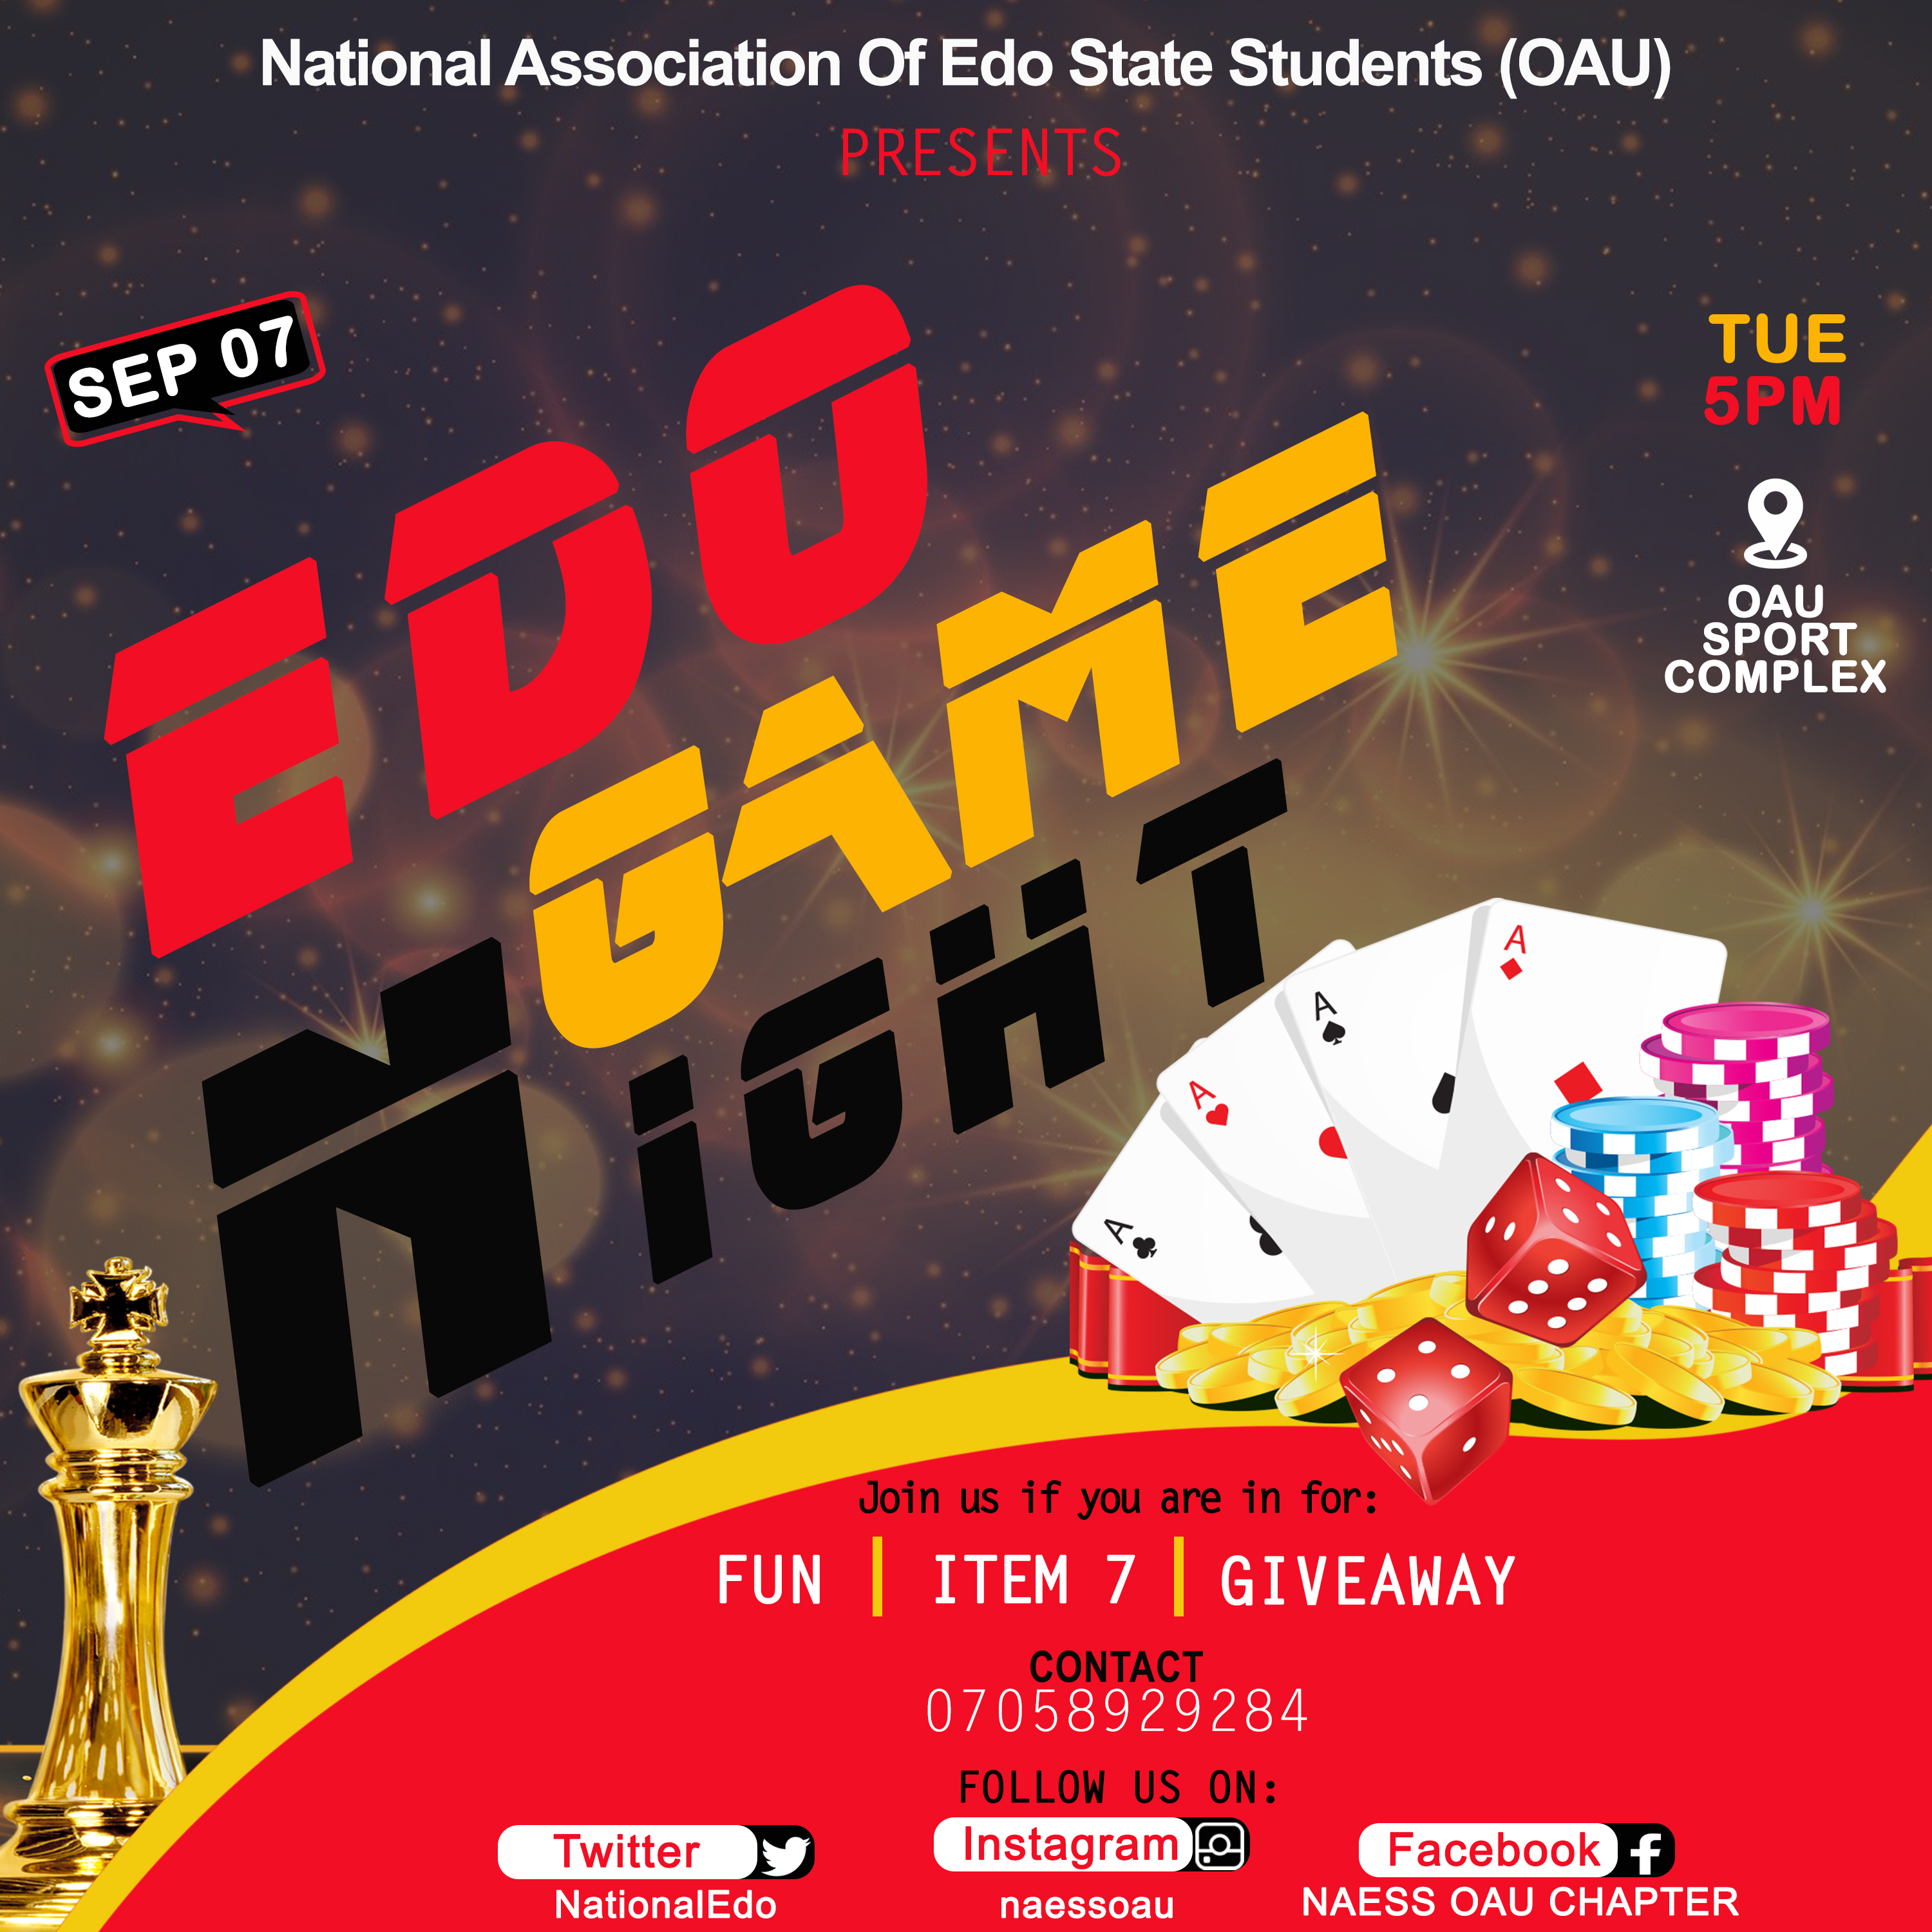 National Association Of Edo State Students (OAU)
PRESENTS
SEP 07
TUE
5PM
OAU
SPORT
COMPLEX
EDO
GAME
NiGHT
A
A
A
A
Join us if you are in for:
FUN | ITEM 7 | GIVEAWAY
CONTACT
07058929284
FOLLOW US ON:
Twitter
NationalEdo
Instagram
naessoau
Facebook
NAESS OAU CHAPTER